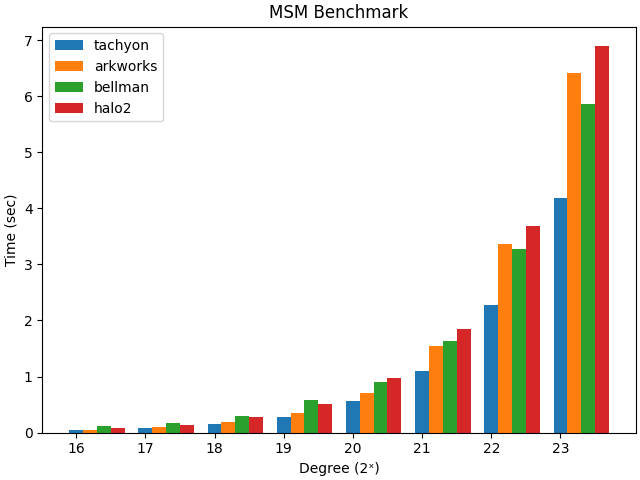 MSM Benchmark
tachyon
arkworks
bellman
halo2
Time (sec)
7
6
5
4
3
2
1
0
16 17 18 19 20 21 22 23
Degree (2ˣ)